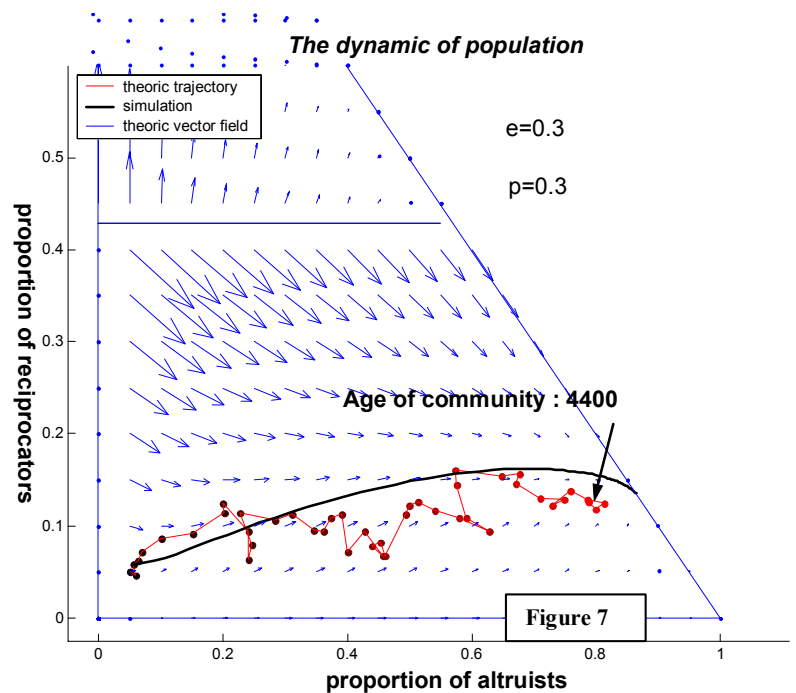 The dynamic of population
theoric trajectory
simulation
theoric vector field
e=0.3
p=0.3
0.5
0.4
0.3
0.2
0.1
0
proportion of reciprocators
Age of community : 4400
Figure 7
0
0.2
0.4
0.6
0.8
1
proportion of altruists